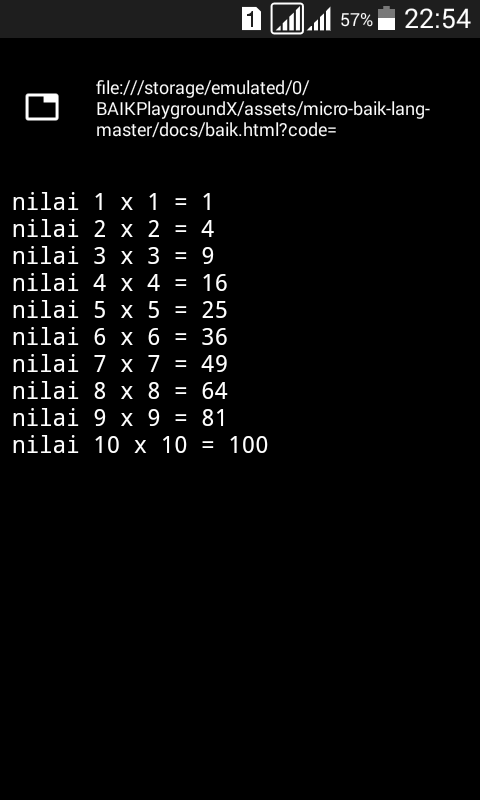 1 57% 22:54
file:///storage/emulated/0/
BAIKPlaygroundX/assets/micro-baik-lang-
master/docs/baik.html?code=
nilai 1 x 1 = 1
nilai 2 x 2 = 4
nilai 3 x 3 = 9
nilai 4 x 4 = 16
nilai 5 x 5 = 25
nilai 6 x 6 = 36
nilai 7 x 7 = 49
nilai 8 x 8 = 64
nilai 9 x 9 = 81
nilai 10 x 10 = 100